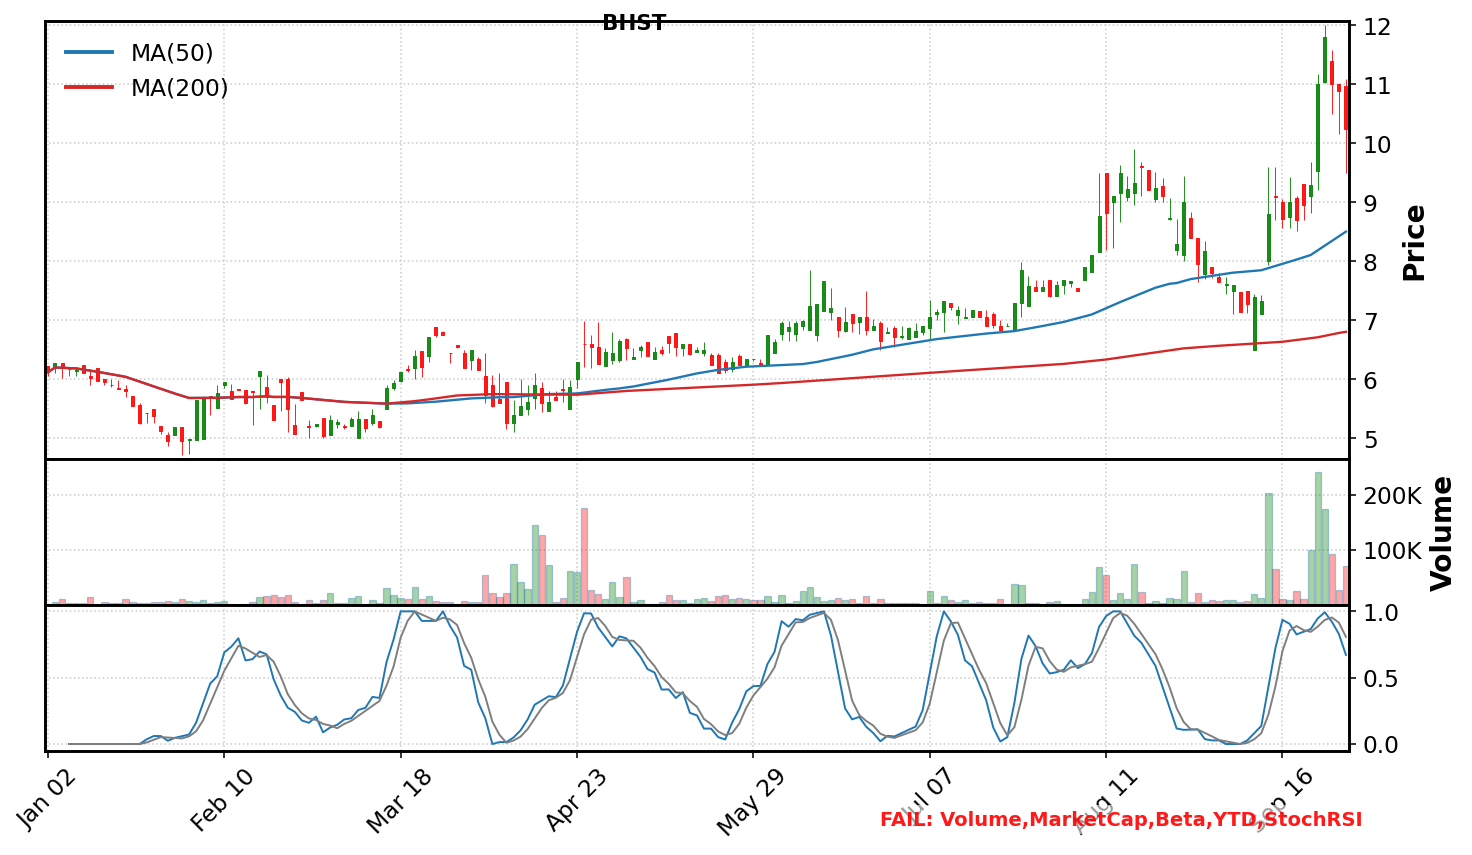 BHST
MA(50)
MA(200)
12
11
10
9
8
7
6
5
Price
200K
100K
Volume
1.0
0.5
0.0
Jan 02
Feb 10
Mar 18
Apr 23
May 29
Jul 07
Aug 11
Sep 16
FAIL: Volume,MarketCap,Beta,YTD,StochRSI